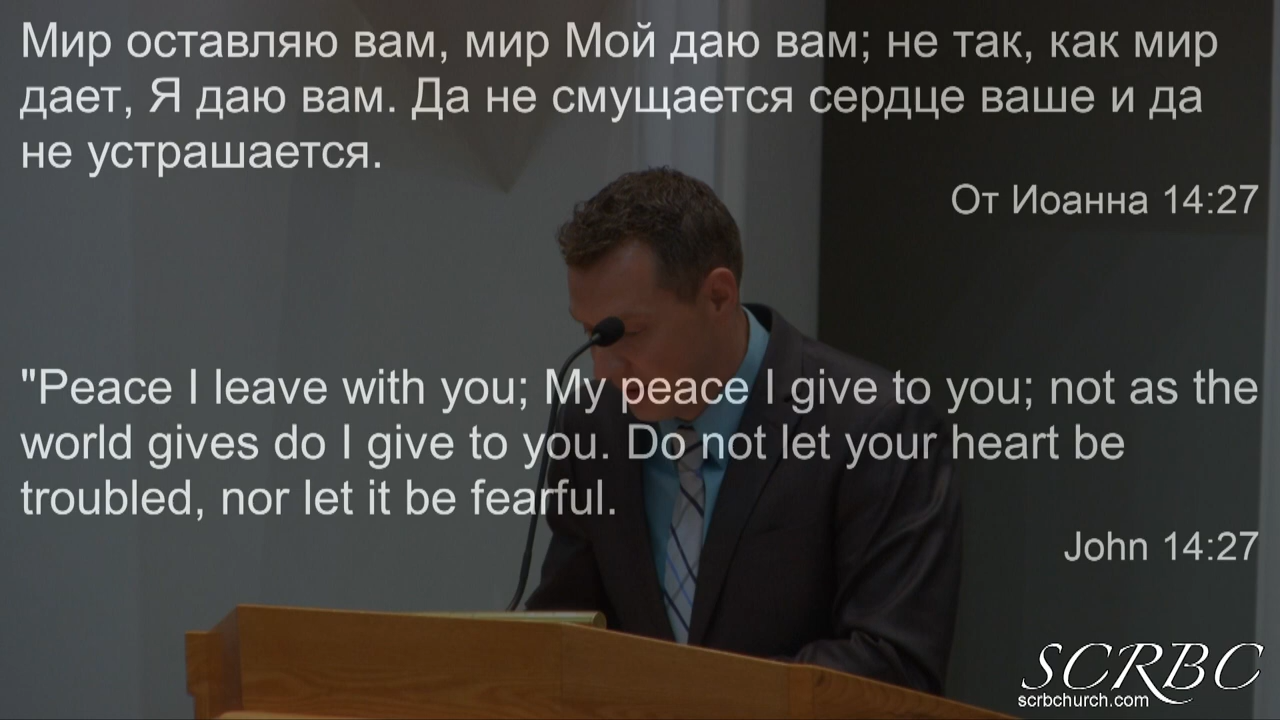 Мир оставляю вам, мир Мой даю вам; не так, как мир
дает, Я даю вам. Да не смущается сердце ваше и да
не устрашается.
От Иоанна 14:27
"Peace I leave with you; My peace I give to you; not as the
world gives do I give to you. Do not let your heart be
troubled, nor let it be fearful.
John 14:27
SCRBC
scrbchurch.com